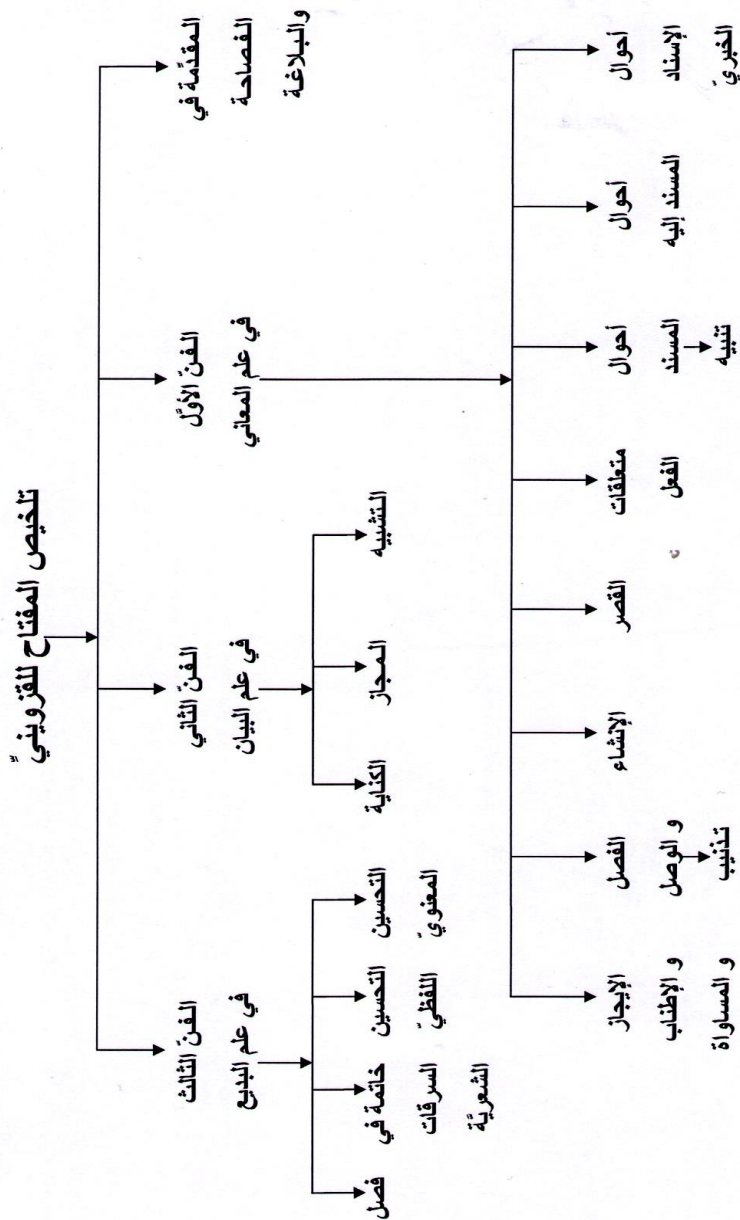 تلخيص المفتاح للقزوينيّ
المقدّمة في
الفصاحة
والبلاغة
الفنّ الأوّل
في علم المعاني
الفنّ الثاني
في علم البيان
الفنّ الثالث
في علم البديع
أحوال
الإسناد
الخبريّ
أحوال
المسند إليه
أحوال
المسند
تنبيه
متعلقات
الفعل
القصر
الإنشاء
الفصل
و الوصل
تذنيب
الإيجاز
و الإطناب
و المساواة
التشبيه
المجاز
الكناية
التحسين
المعنويّ
التحسين
اللفظيّ
خاتمة في
السرقات
الشعريّة
فصل